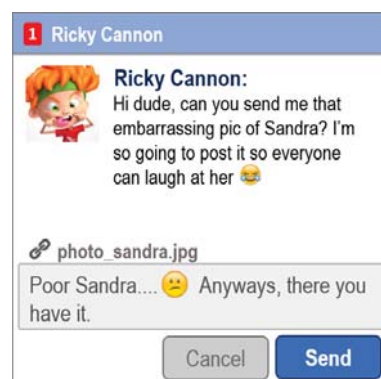 1 Ricky Cannon
Ricky Cannon:
Hi dude, can you send me that
embarrassing pic of Sandra? I'm
so going to post it so everyone
can laugh at her 😂
photo_sandra.jpg
Poor Sandra.... 😕 Anyways, there you
have it.
Cancel Send